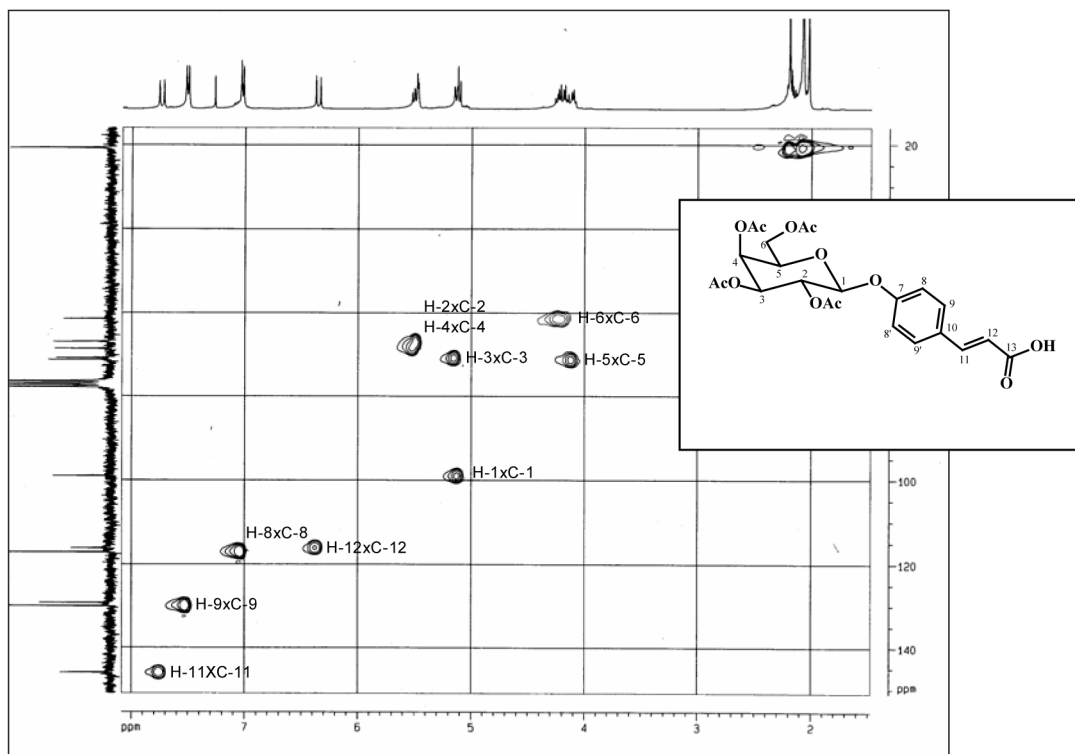 20
H-2xC-2
H-4xC-4
H-6xC-6
H-3xC-3
H-5xC-5
H-1xC-1
100
H-8xC-8
H-12xC-12
120
H-9xC-9
H-11XC-11
140
ppm
ppm
7
6
5
4
3
2
OAc
OAc
6
4
O
5
2
1
O
8
7
9
AcO
3
OAc
8'
10
12
9'
11
13
OH
O